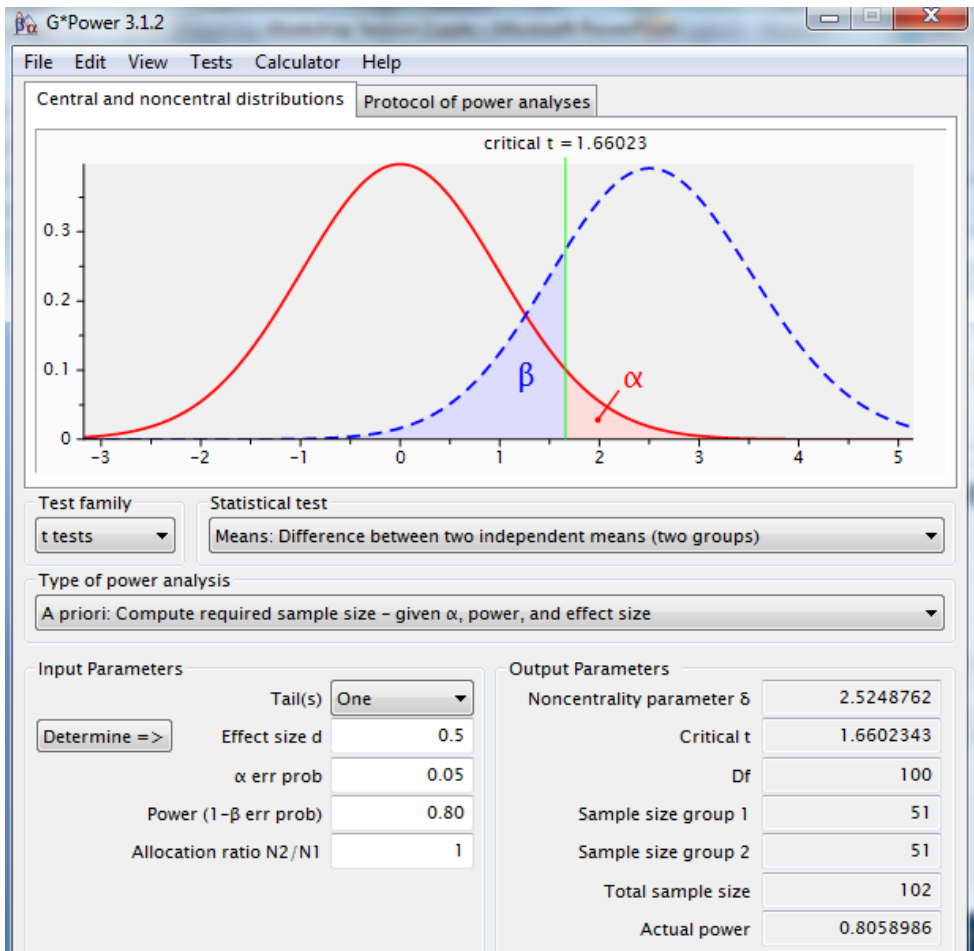 βα G*Power 3.1.2
File Edit View Tests Calculator Help
Central and noncentral distributions Protocol of power analyses
critical t = 1.66023
0.3
0.2
0.1
0
β α
-3 -2 -1 0 1 2 3 4 5
Test family Statistical test
t tests Means: Difference between two independent means (two groups)
Type of power analysis
A priori: Compute required sample size – given α, power, and effect size
Input Parameters Output Parameters
Tail(s) One Noncentrality parameter δ 2.5248762
Determine => Effect size d 0.5 Critical t 1.6602343
α err prob 0.05 Df 100
Power (1-β err prob) 0.80 Sample size group 1 51
Allocation ratio N2/N1 1 Sample size group 2 51
Total sample size 102
Actual power 0.8058986